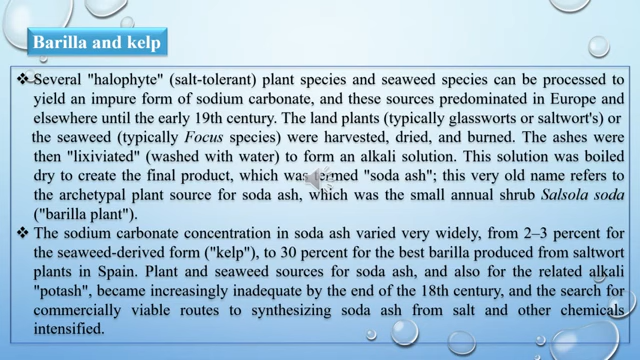 Barilla and kelp
❖ Several "halophyte" (salt-tolerant) plant species and seaweed species can be processed to
yield an impure form of sodium carbonate, and these sources predominated in Europe and
elsewhere until the early 19th century. The land plants (typically glassworts or saltwort's) or
the seaweed (typically Focus species) were harvested, dried, and burned. The ashes were
then "lixiviated" (washed with water) to form an alkali solution. This solution was boiled
dry to create the final product, which was termed "soda ash"; this very old name refers to
the archetypal plant source for soda ash, which was the small annual shrub Salsola soda
("barilla plant").
❖ The sodium carbonate concentration in soda ash varied very widely, from 2–3 percent for
the seaweed-derived form ("kelp"), to 30 percent for the best barilla produced from saltwort
plants in Spain. Plant and seaweed sources for soda ash, and also for the related alkali
"potash", became increasingly inadequate by the end of the 18th century, and the search for
commercially viable routes to synthesizing soda ash from salt and other chemicals
intensified.